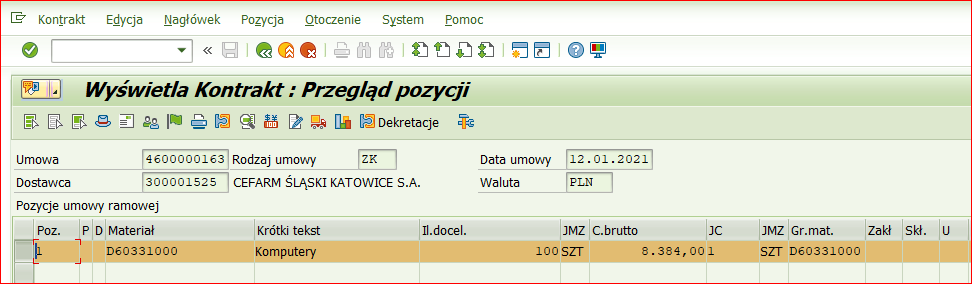 Kontrakt Edycja Nagłówek Pozycja Otoczenie System Pomoc
Wyświetla Kontrakt : Przegląd pozycji
Dekretacje
Umowa 4600000163 Rodzaj umowy ZK Data umowy 12.01.2021
Dostawca 300001525 CEFARM ŚLĄSKI KATOWICE S.A. Waluta PLN
Pozycje umowy ramowej
Poz. P D Materiał Krótki tekst Il.docel. JMZ C.brutto JC JMZ Gr.mat. Zakł Skł. U
1 D60331000 Komputery 100 SZT 8.384,00 1 SZT D60331000